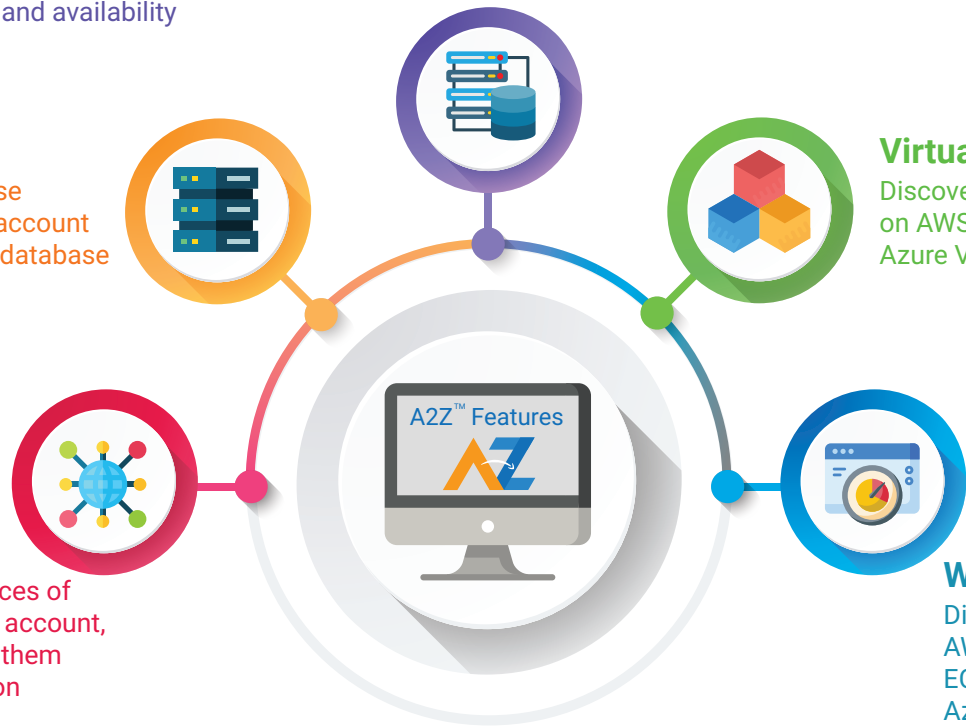 and availability
Virtua
Discove
on AWS
Azure V
se
account
database
A2Z™ Features
AZ
W
Di
AW
EC
Az
ces of
account,
them
on